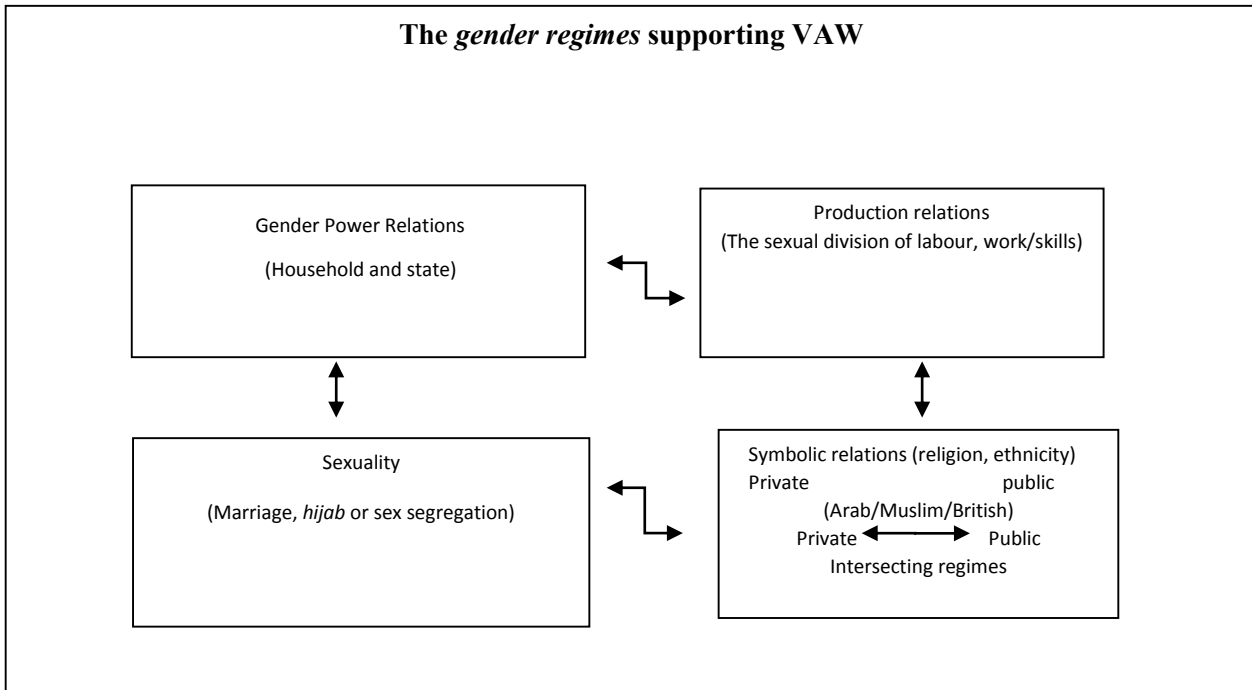 The gender regimes supporting VAW
Gender Power Relations
(Household and state)
Production relations
(The sexual division of labour, work/skills)
Sexuality
(Marriage, hijab or sex segregation)
Symbolic relations (religion, ethnicity)
Private public
(Arab/Muslim/British)
Private Public
Intersecting regimes